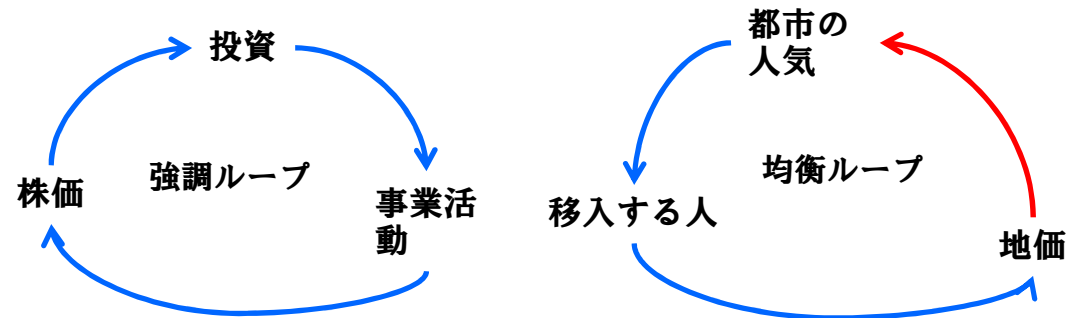 投資
強調ループ
株価
事業活
動
都市の
人気
均衡ループ
移入する人
地価